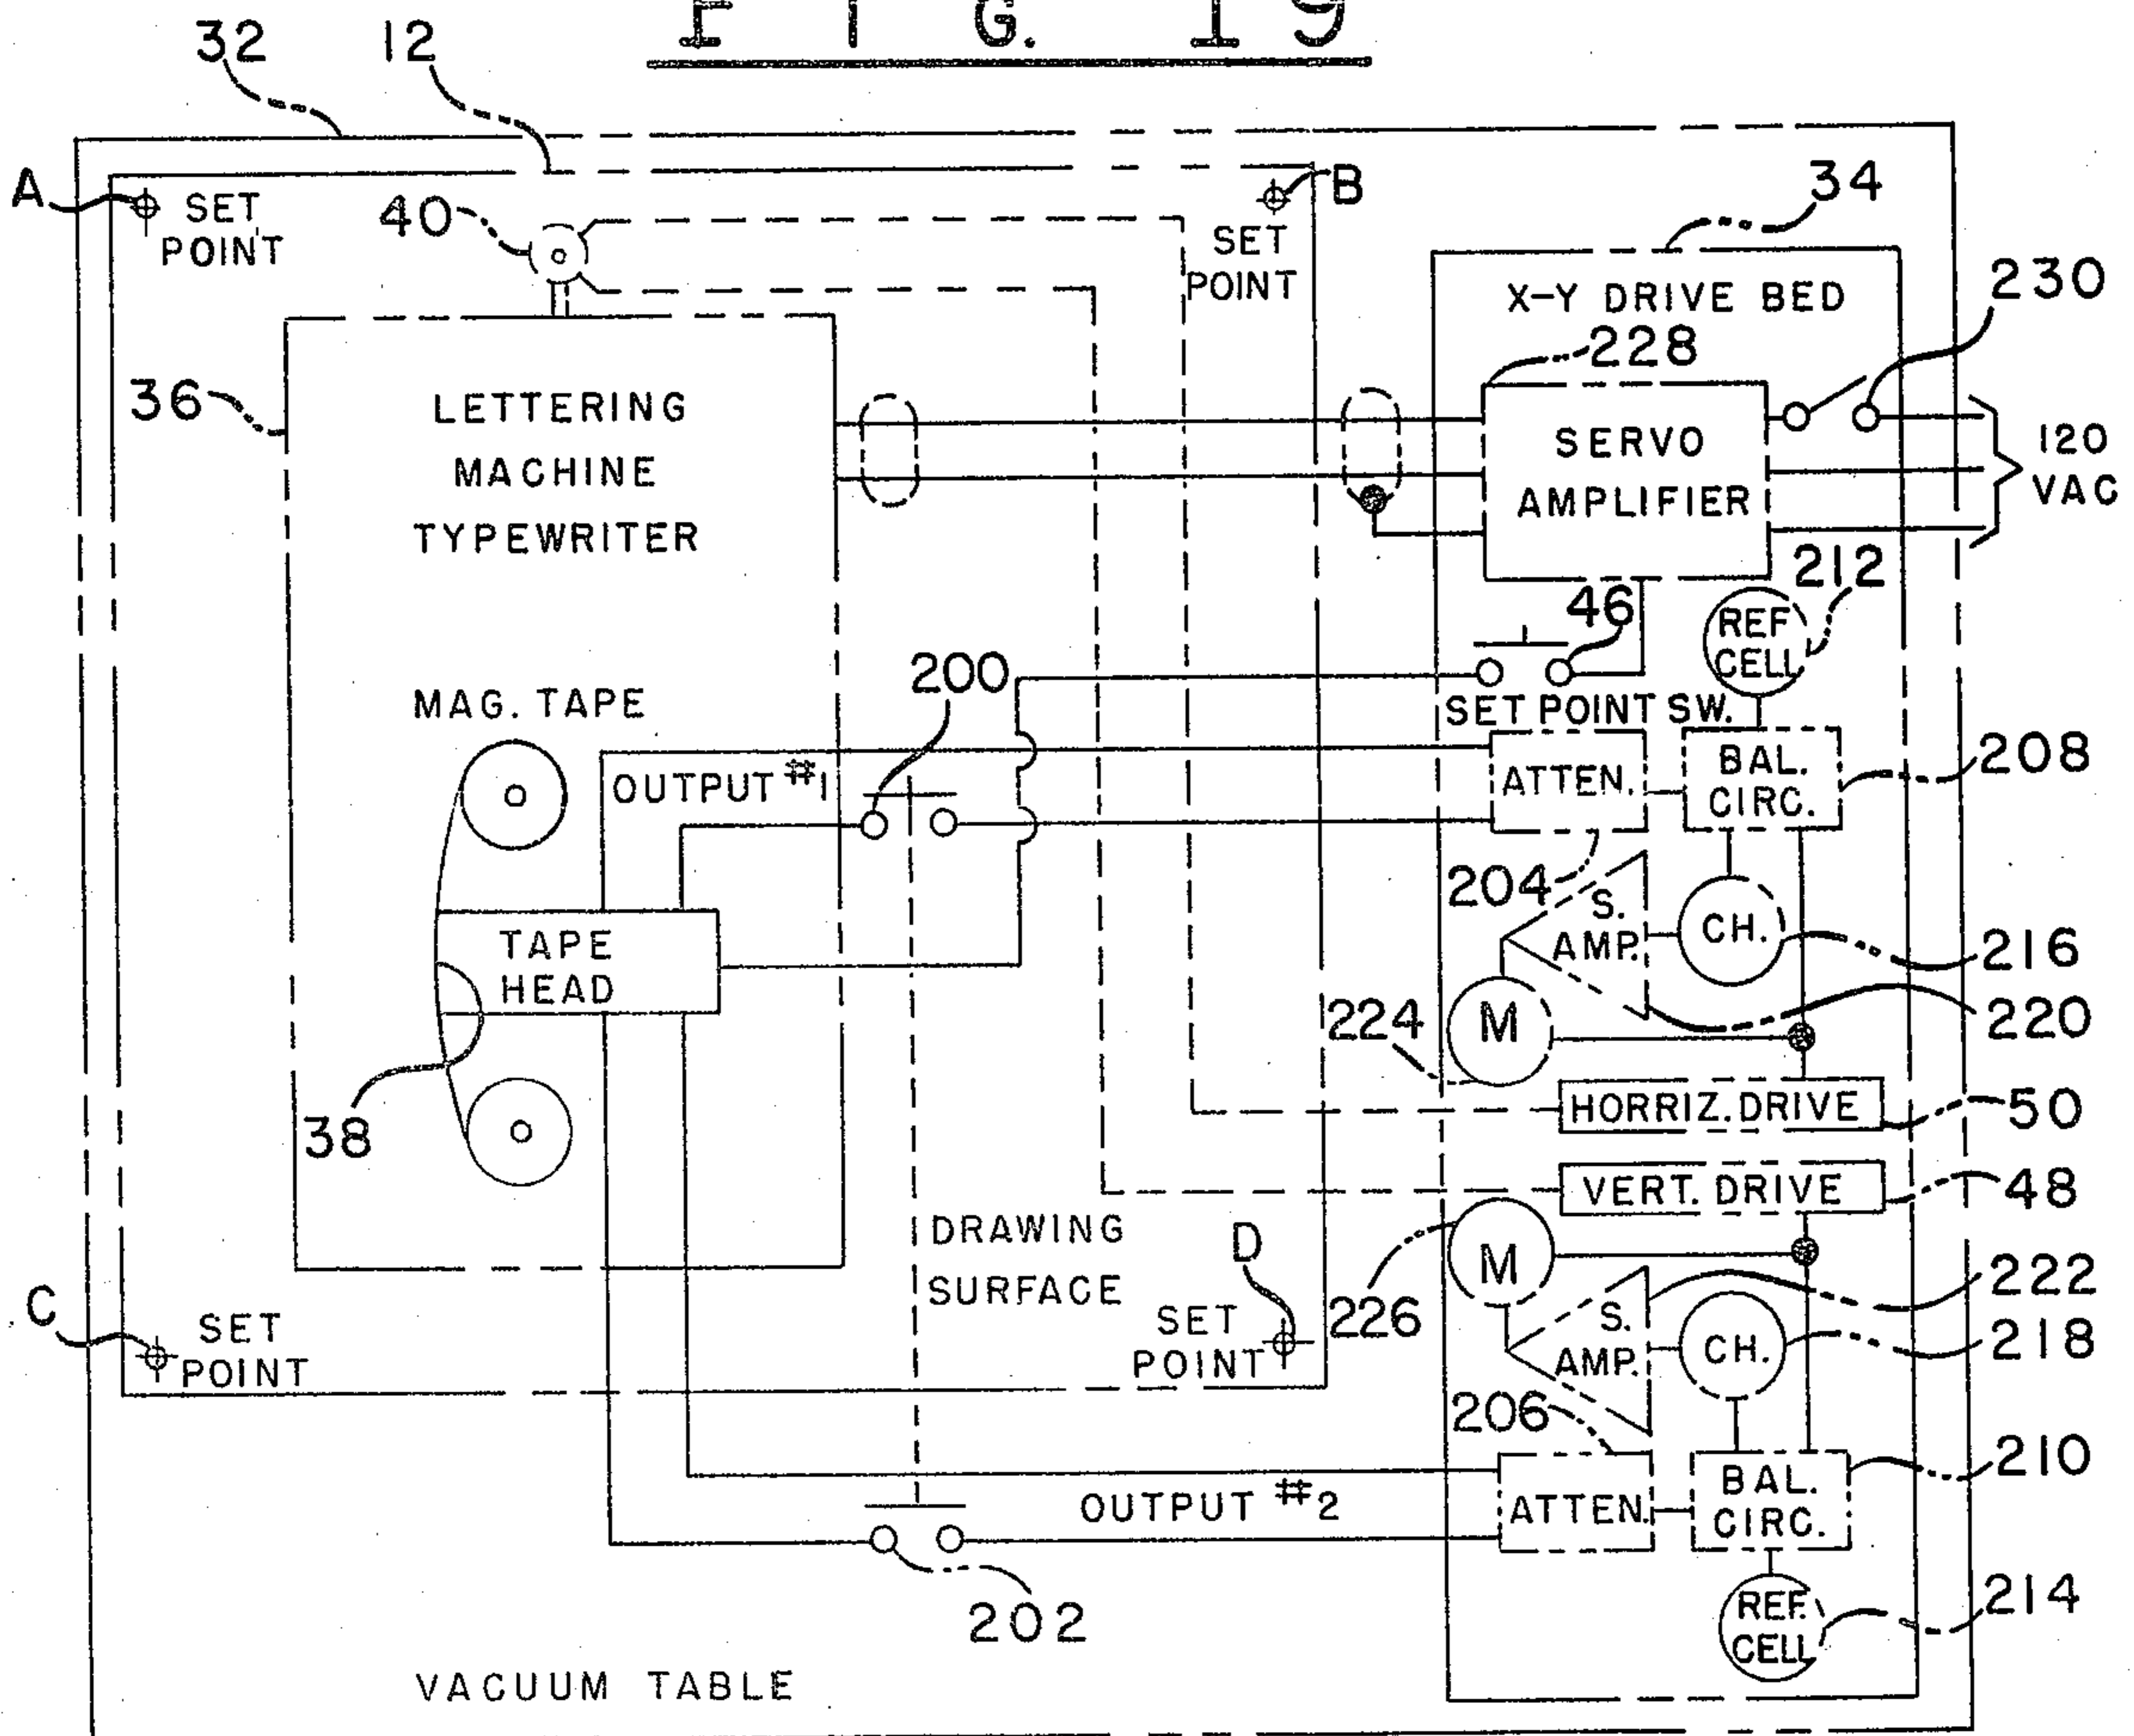 FIG. 19
32
12
A
SET
POINT
40
B
SET
POINT
34
X-Y DRIVE BED
230
228
36
LETTERING
MACHINE
TYPEWRITER
SERVO
AMPLIFIER
120
VAC
212
46
REF
CELL
SET POINT SW.
MAG. TAPE
200
OUTPUT #1
ATTEN.
BAL.
CIRC.
208
204
S.
AMP.
CH.
216
TAPE
HEAD
220
224
M
38
HORRIZ. DRIVE
50
VERT. DRIVE
48
DRAWING
SURFACE
D
M
226
222
S.
AMP.
CH.
218
C
SET
POINT
SET
POINT
206
210
OUTPUT #2
ATTEN.
BAL.
CIRC.
202
REF.
CELL
214
VACUUM TABLE